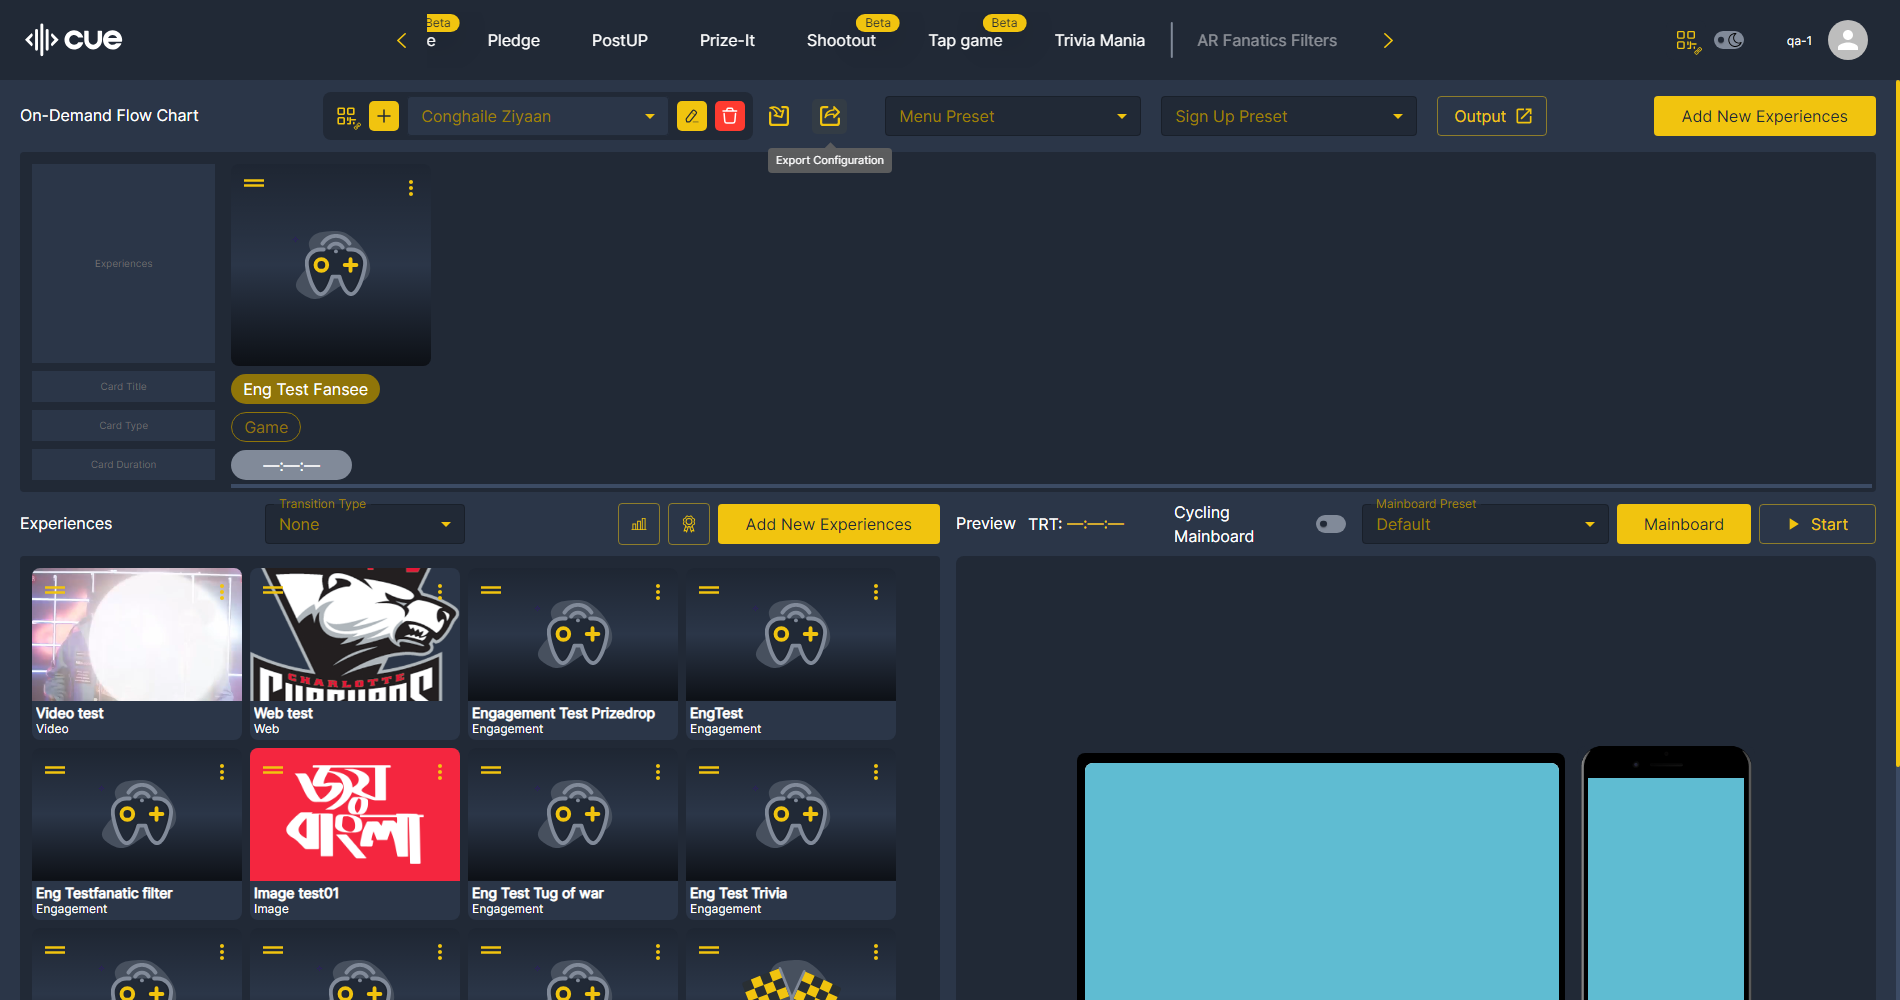 cue
Beta
e
Pledge
PostUP
Prize-It
Beta
Shootout
Beta
Tap game
Trivia Mania
AR Fanatics Filters
qa-1
On-Demand Flow Chart
Conghaile Ziyaan
Menu Preset
Sign Up Preset
Output
Add New Experiences
Export Configuration
Experiences
Card Title
Card Type
Card Duration
Eng Test Fansee
Game
—:—:—
Experiences
Transition Type
None
Add New Experiences
Preview
TRT: —:—:—
Cycling
Mainboard
Mainboard Preset
Default
Mainboard
Start
CHARLOTTE
Video test
Video
Web test
Web
Engagement Test Prizedrop
Engagement
EngTest
Engagement
জয়
বাংলা
Eng Testfanatic filter
Engagement
Image test01
Image
Eng Test Tug of war
Engagement
Eng Test Trivia
Engagement